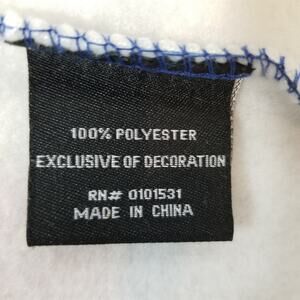 100% POLYESTER
EXCLUSIVE OF DECORATION
RN# 0101531
MADE IN CHINA